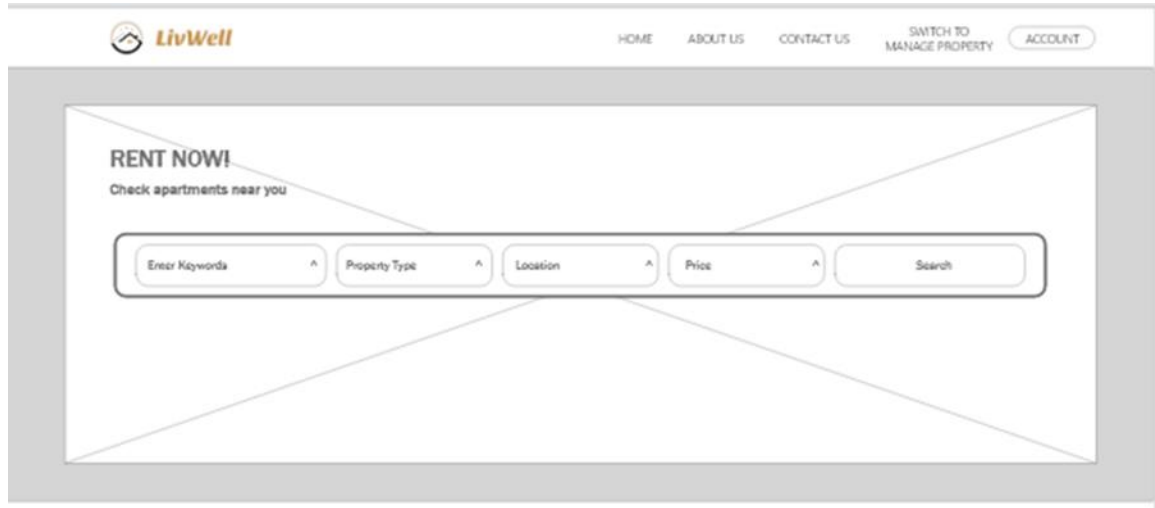 LivWell
HOME
ABOUT US
CONTACT US
SWITCH TO
MANAGE PROPERTY
ACCOUNT
RENT NOW!
Check apartments near you
Enter Keywords ^
Property Type ^
Location ^
Price ^
Search